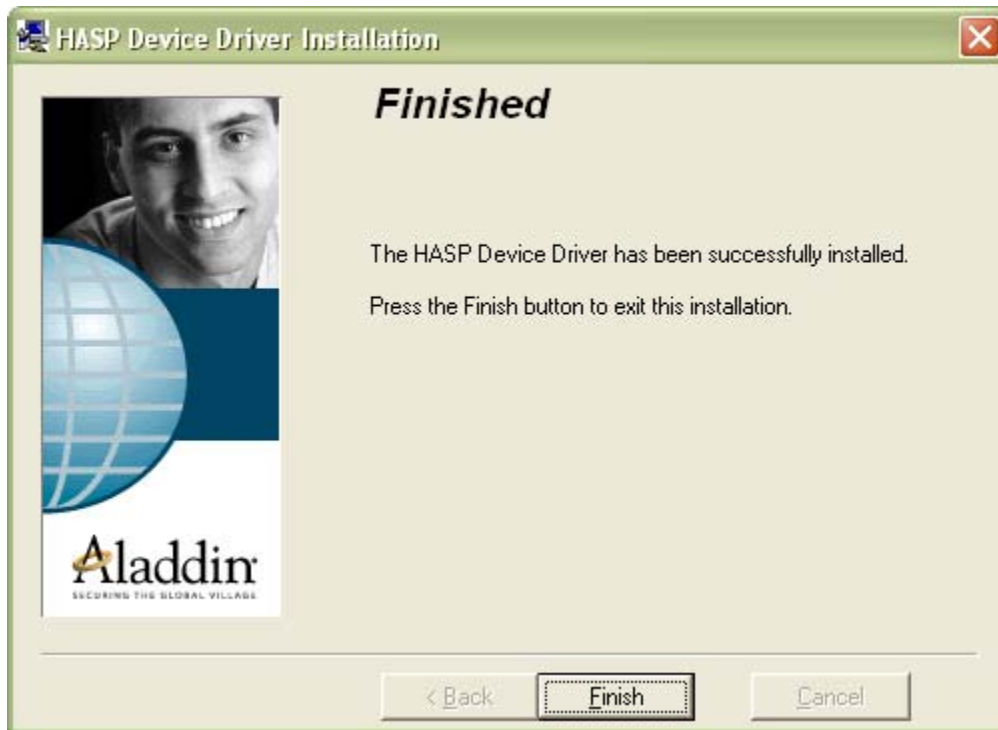 HASP Device Driver Installation
Finished
The HASP Device Driver has been successfully installed.
Press the Finish button to exit this installation.
Aladdin
SECURING THE GLOBAL VILLAGE
< Back Finish Cancel